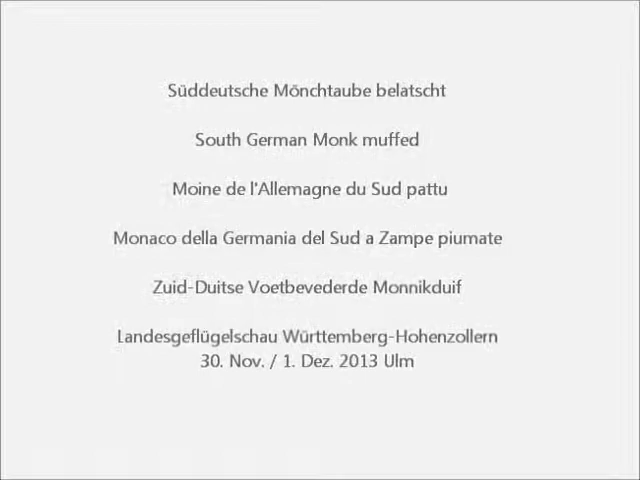 Süddeutsche Mönchtaube belatscht
South German Monk muffed
Moine de l'Allemagne du Sud pattu
Monaco della Germania del Sud a Zampe piumate
Zuid-Duitse Voetbevederde Monnikduif
Landesgeflügelschau Württemberg-Hohenzollern
30. Nov. / 1. Dez. 2013 Ulm